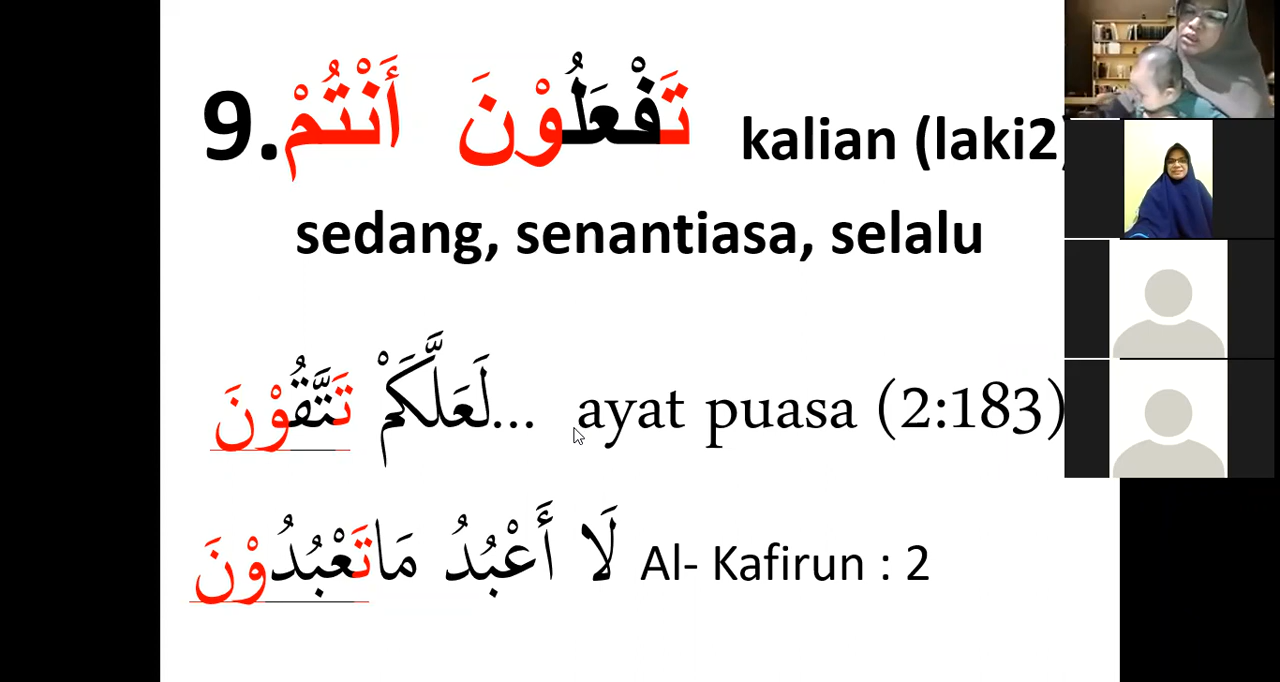 9. أَنْتُمْ تَفْعَلُوْنَ kalian (laki2)
sedang, senantiasa, selalu
...لَعَلَّكَمْ تَتَّقُوْنَ ayat puasa (2:183)
لَا أَعْبُدُ مَاتَعْبُدُوْنَ Al- Kafirun : 2